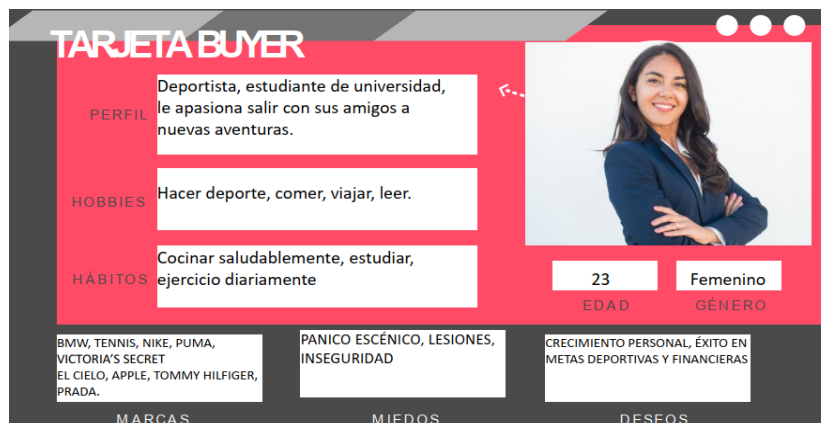 TARJETA BUYER
PERFIL
Deportista, estudiante de universidad,
le apasiona salir con sus amigos a
nuevas aventuras.
HOBBIES
Hacer deporte, comer, viajar, leer.
HÁBITOS
Cocinar saludablemente, estudiar,
ejercicio diariamente
23
EDAD
Femenino
GÉNERO
BMW, TENNIS, NIKE, PUMA,
VICTORIA'S SECRET
EL CIELO, APPLE, TOMMY HILFIGER,
PRADA.
MARCAS
PANICO ESCÉNICO, LESIONES,
INSEGURIDAD
MIEDOS
CRECIMIENTO PERSONAL, ÉXITO EN
METAS DEPORTIVAS Y FINANCIERAS
DESEOS